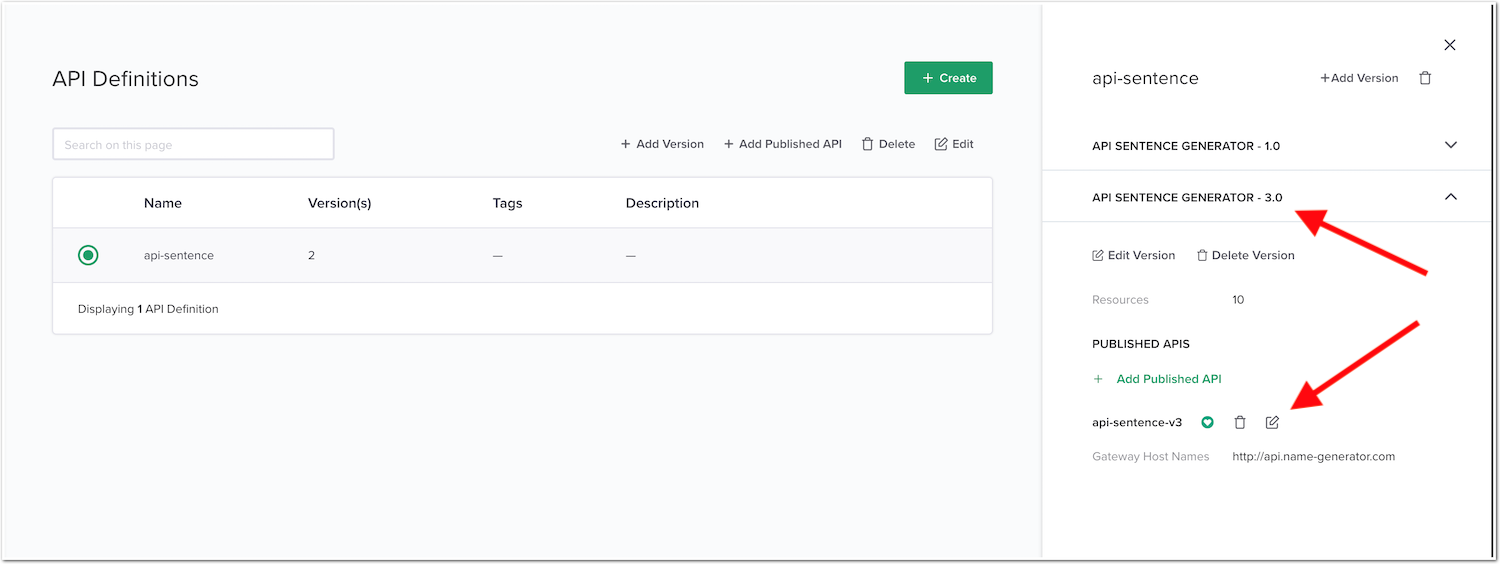 API Definitions
+ Create
Search on this page
+ Add Version + Add Published API Delete Edit
Name Version(s) Tags Description
api-sentence 2 — —
Displaying 1 API Definition
api-sentence +Add Version
API SENTENCE GENERATOR - 1.0
API SENTENCE GENERATOR - 3.0
Edit Version Delete Version
Resources 10
PUBLISHED APIS
+ Add Published API
api-sentence-v3
Gateway Host Names http://api.name-generator.com